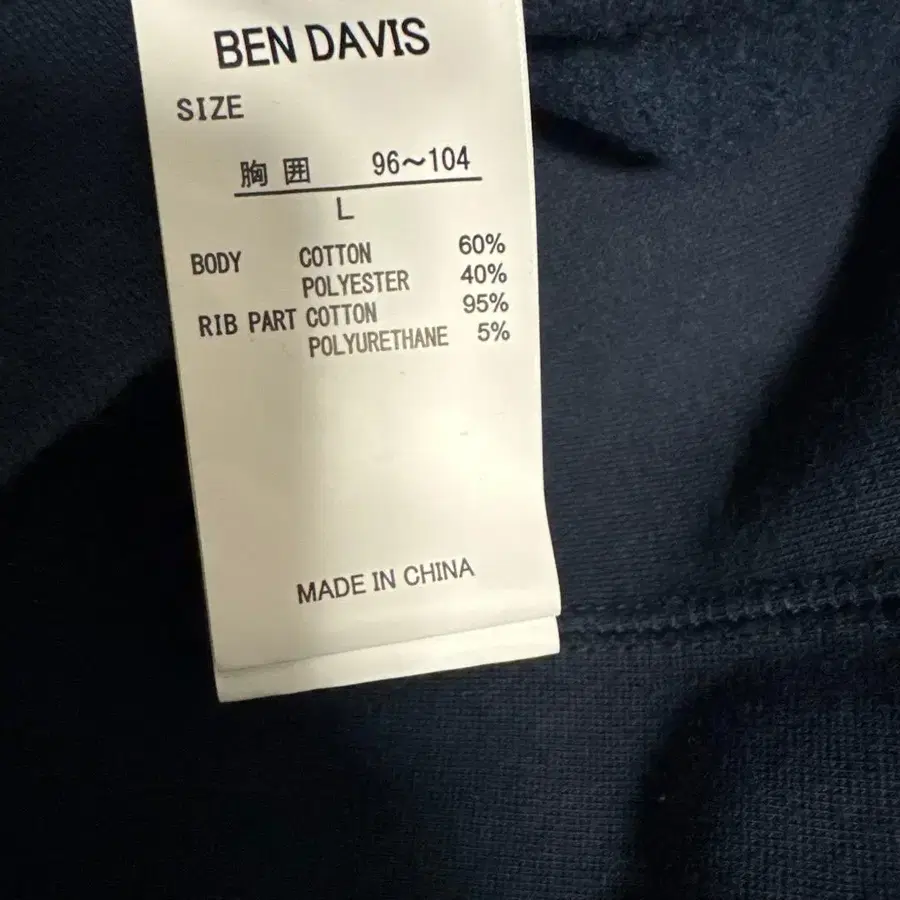 BEN DAVIS
SIZE
胸囲 96～104
L
BODY COTTON 60%
POLYESTER 40%
RIB PART COTTON 95%
POLYURETHANE 5%
MADE IN CHINA